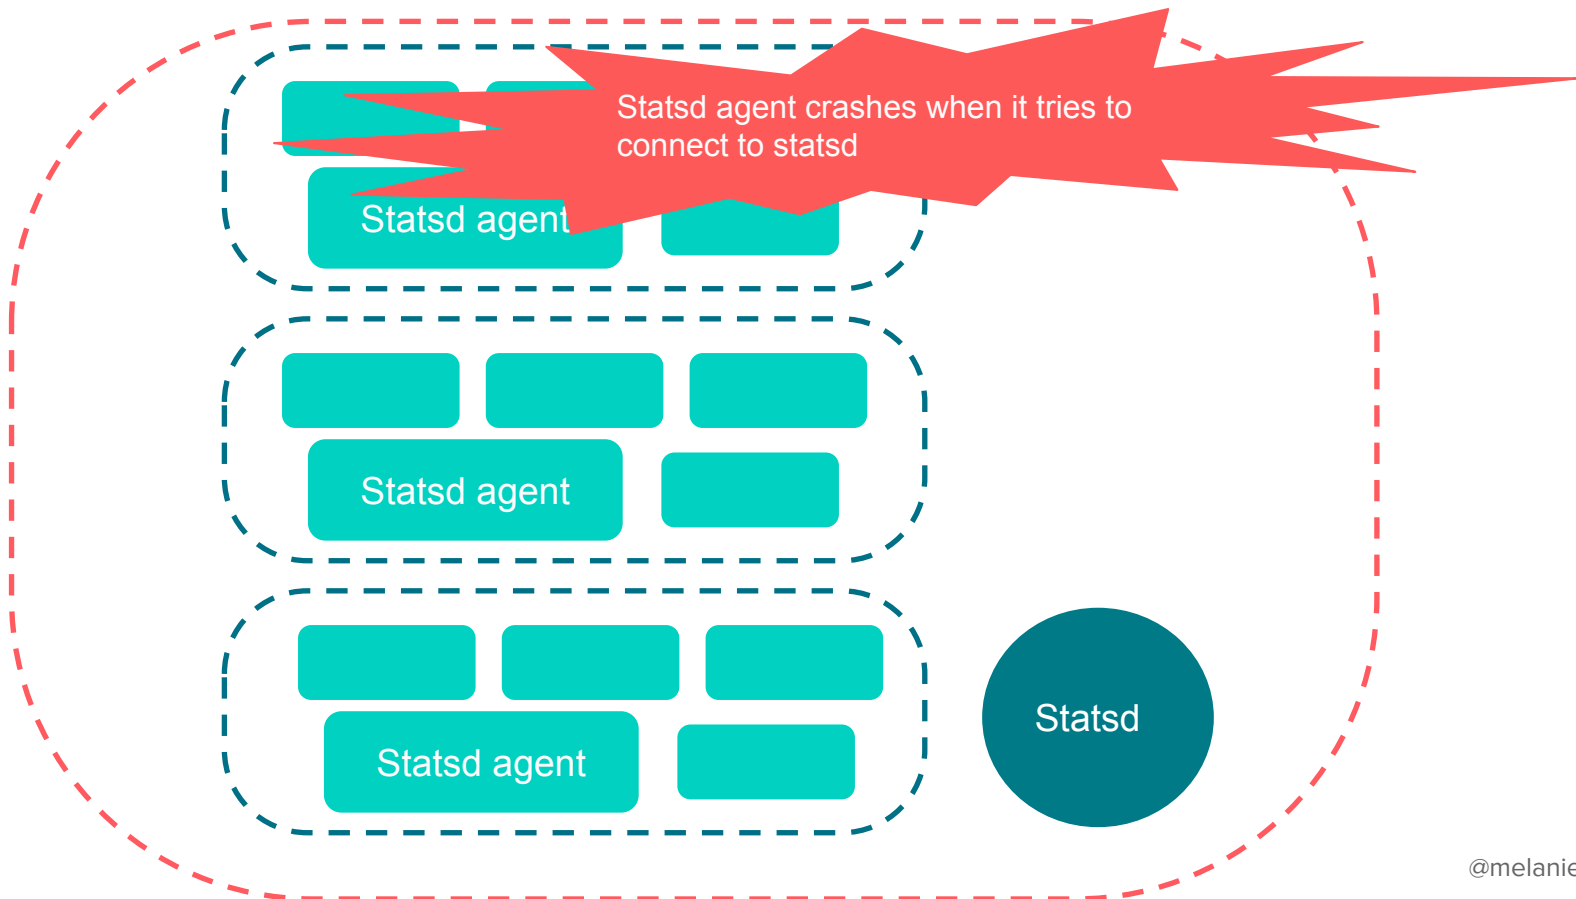 Statsd agent crashes when it tries to
connect to statsd
Statsd agent
Statsd agent
Statsd agent
Statsd
@melanie